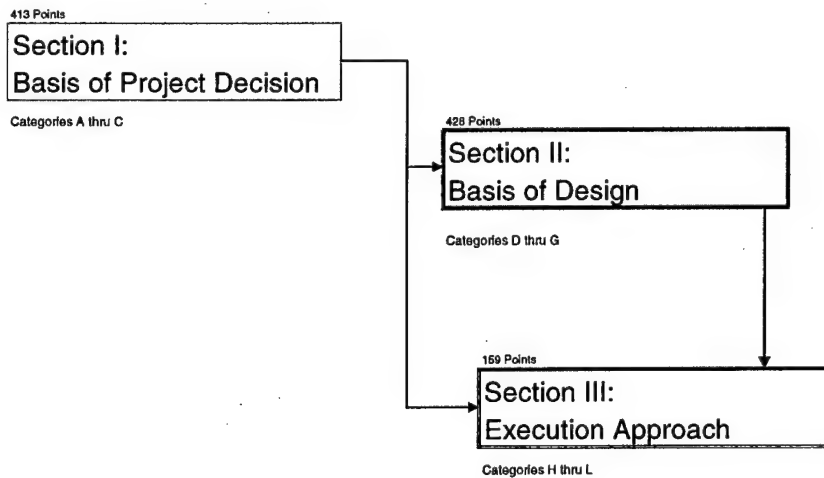 413 Points
Section I:
Basis of Project Decision
Categories A thru C
428 Points
Section II:
Basis of Design
Categories D thru G
159 Points
Section III:
Execution Approach
Categories H thru L